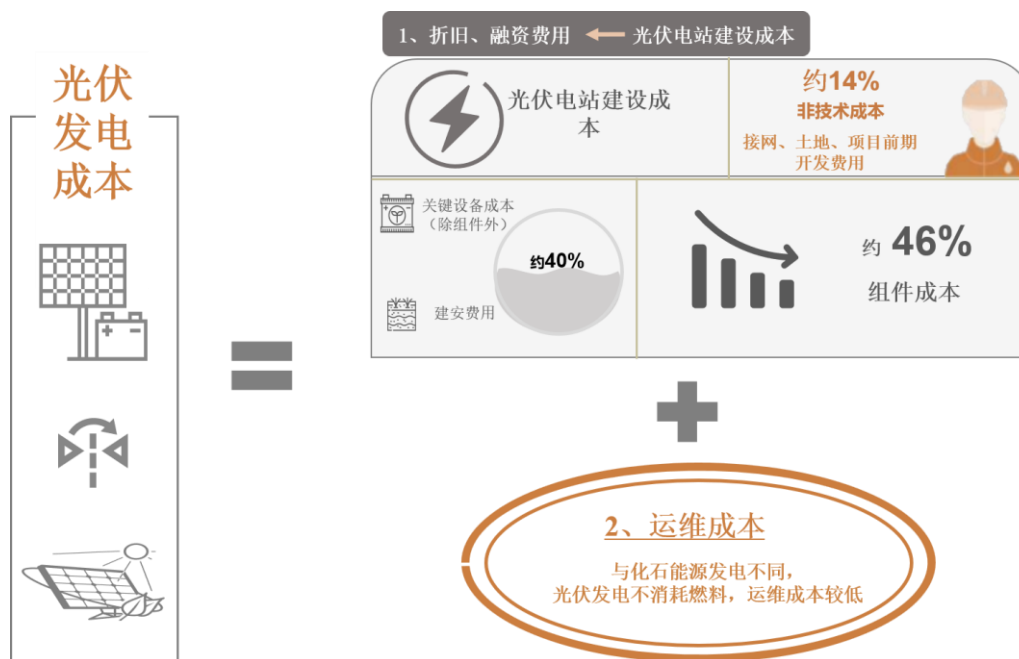 1、折旧、融资费用
光伏电站建设成本
光伏
发电
成本
光伏电站建设成
本
约14%
非技术成本
接网、土地、项目前期
开发费用
关键设备成本
（除组件外）
约40%
建安费用
约 46%
组件成本
2、运维成本
与化石能源发电不同，
光伏发电不消耗燃料，运维成本较低